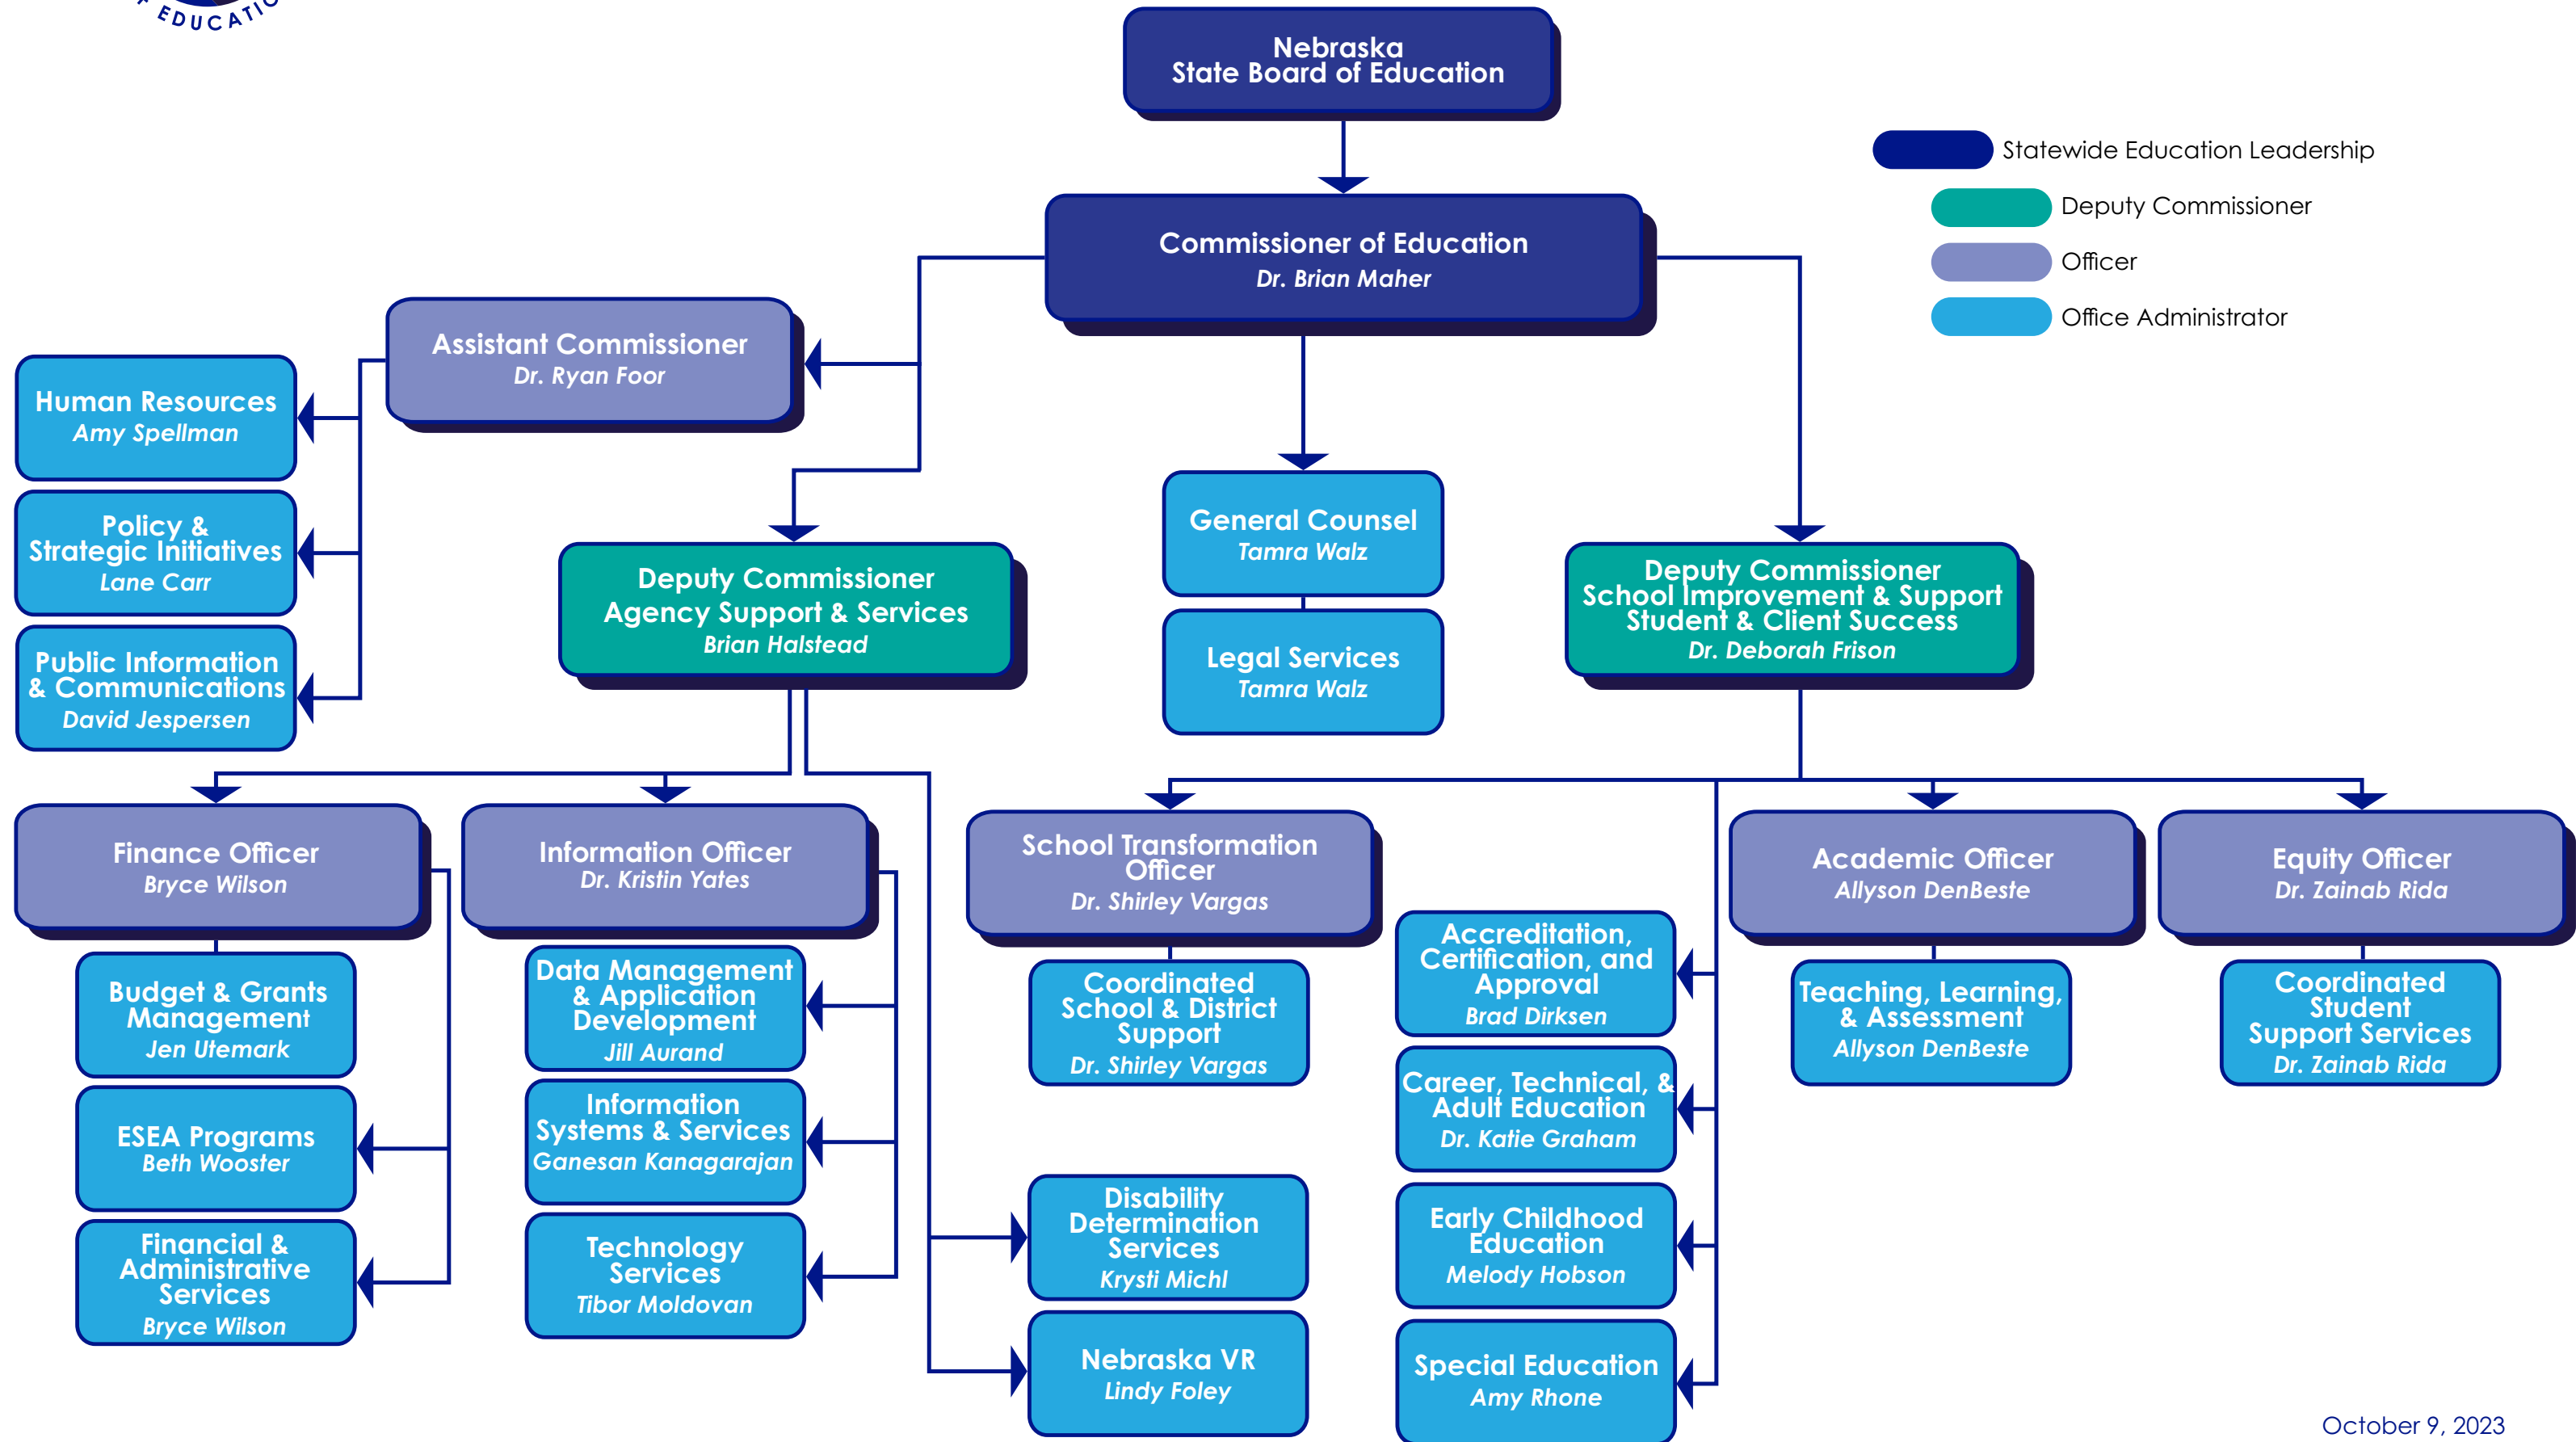 F EDUCATIO
Nebraska
State Board of Education
Statewide Education Leadership
Deputy Commissioner
Officer
Office Administrator
Commissioner of Education
Dr. Brian Maher
Assistant Commissioner
Dr. Ryan Foor
Human Resources
Amy Spellman
Policy &
Strategic Initiatives
Lane Carr
Public Information
& Communications
David Jespersen
Deputy Commissioner
Agency Support & Services
Brian Halstead
General Counsel
Tamra Walz
Legal Services
Tamra Walz
Deputy Commissioner
School Improvement & Support
Student & Client Success
Dr. Deborah Frison
Finance Officer
Bryce Wilson
Budget & Grants
Management
Jen Utemark
ESEA Programs
Beth Wooster
Financial &
Administrative
Services
Bryce Wilson
Information Officer
Dr. Kristin Yates
Data Management
& Application
Development
Jill Aurand
Information
Systems & Services
Ganesan Kanagarajan
Technology
Services
Tibor Moldovan
School Transformation
Officer
Dr. Shirley Vargas
Coordinated
School & District
Support
Dr. Shirley Vargas
Disability
Determination
Services
Krysti Michl
Nebraska VR
Lindy Foley
Accreditation,
Certification, and
Approval
Brad Dirksen
Career, Technical, &
Adult Education
Dr. Katie Graham
Early Childhood
Education
Melody Hobson
Special Education
Amy Rhone
Academic Officer
Allyson DenBeste
Teaching, Learning,
& Assessment
Allyson DenBeste
Equity Officer
Dr. Zainab Rida
Coordinated
Student
Support Services
Dr. Zainab Rida
October 9, 2023